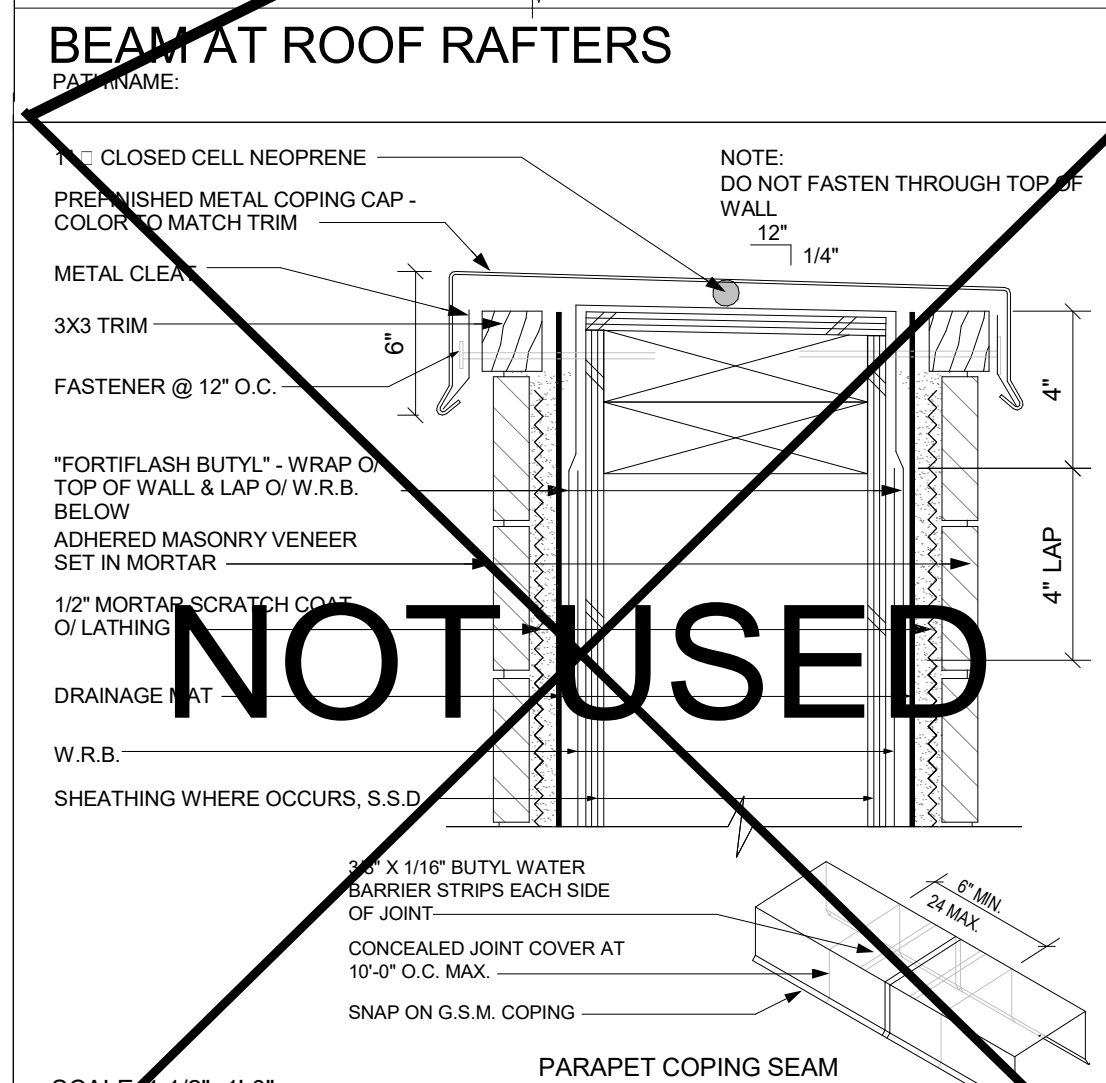 BEAM AT ROOF RAFTERS
PATH NAME:
CLOSED CELL NEOPRENE
PREFINISHED METAL COPING CAP -
COLOR TO MATCH TRIM
METAL CLEAT
3X3 TRIM
FASTENER @ 12" O.C.
"FORTIFLASH BUTYL" - WRAP O/
TOP OF WALL & LAP O/ W.R.B.
BELOW
ADHERED MASONRY VENEER
SET IN MORTAR
1/2" MORTAR SCRATCH COAT
O/ LATHING
DRAINAGE MAT
W.R.B.
SHEATHING WHERE OCCURS, S.S.D.
NOTE:
DO NOT FASTEN THROUGH TOP OF
WALL
12"
1/4"
6"
4"
4" LAP
NOT USED
3/8" X 1/16" BUTYL WATER
BARRIER STRIPS EACH SIDE
OF JOINT
CONCEALED JOINT COVER AT
10'-0" O.C. MAX.
SNAP ON G.S.M. COPING
6" MIN.
24 MAX.
PARAPET COPING SEAM